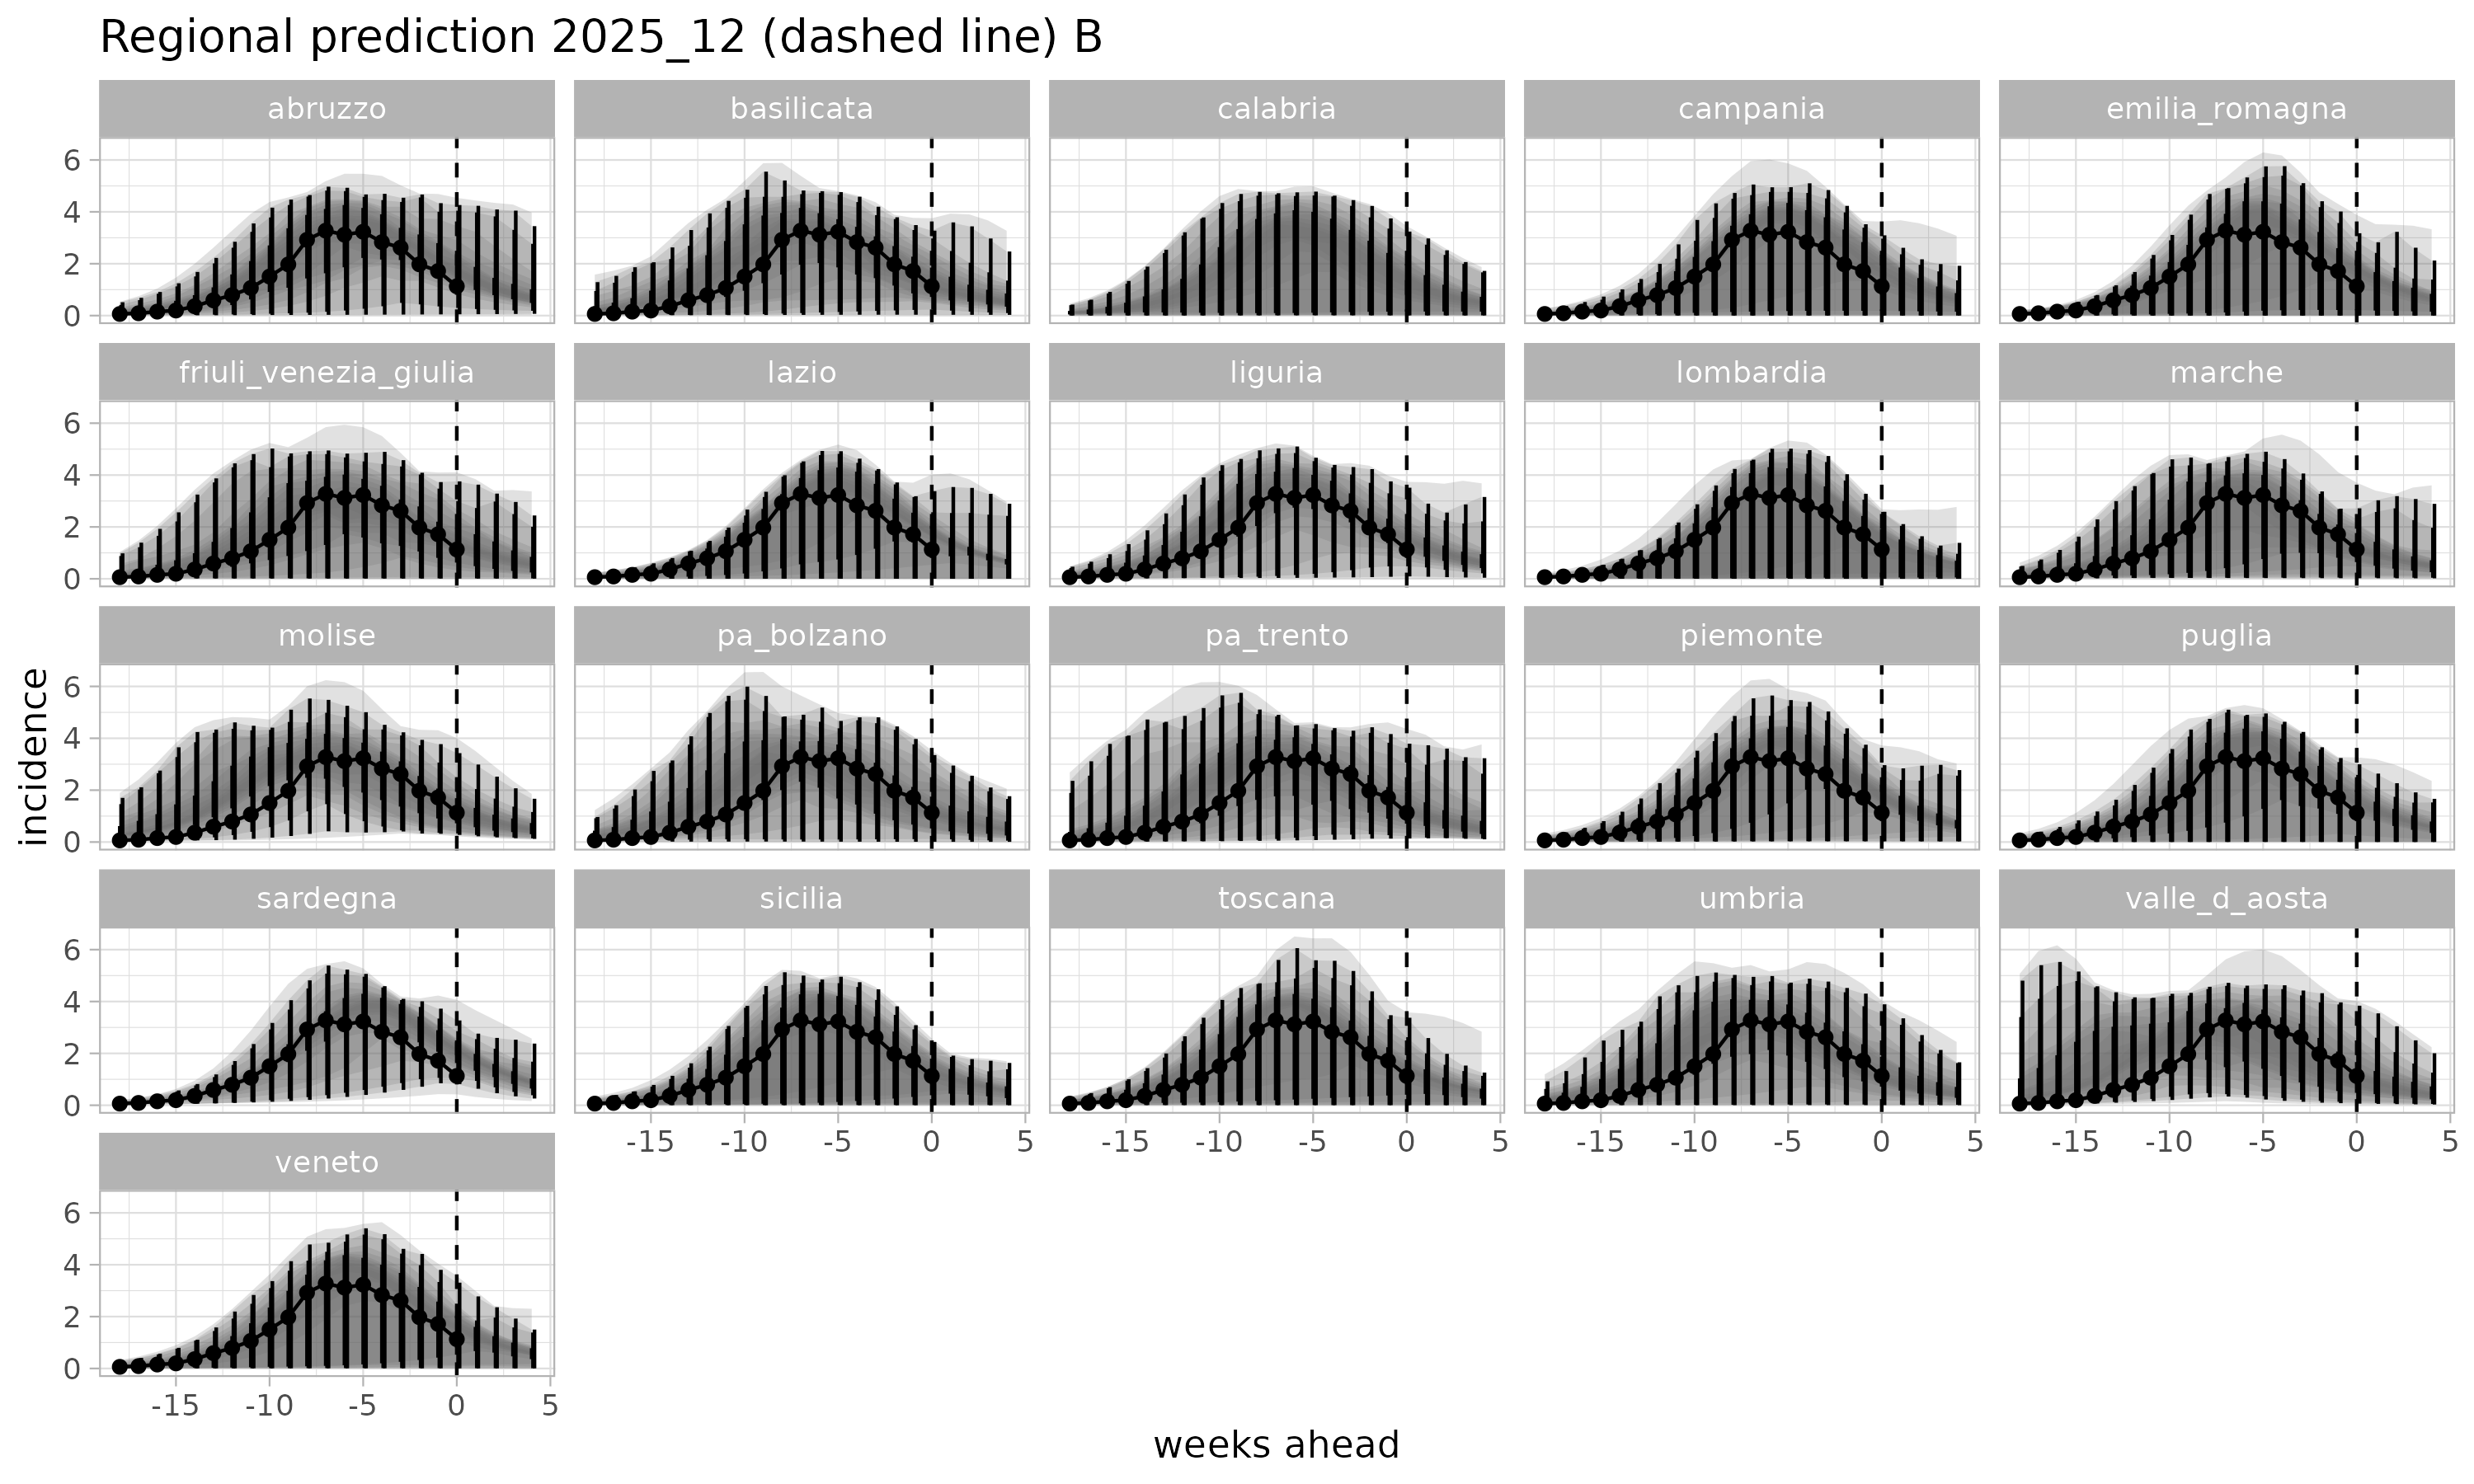 Regional prediction 2025_12 (dashed line) B
abruzzo basilicata calabria campania emilia_romagna
6
4
2
0
friuli_venezia_giulia lazio liguria lombardia marche
6
4
2
0
molise pa_bolzano pa_trento piemonte puglia
6
4
2
0
incidence
sardegna sicilia toscana umbria valle_d_aosta
6
4
2
0
-15 -10 -5 0 5 -15 -10 -5 0 5 -15 -10 -5 0 5 -15 -10 -5 0 5
veneto
6
4
2
0
-15 -10 -5 0 5
weeks ahead